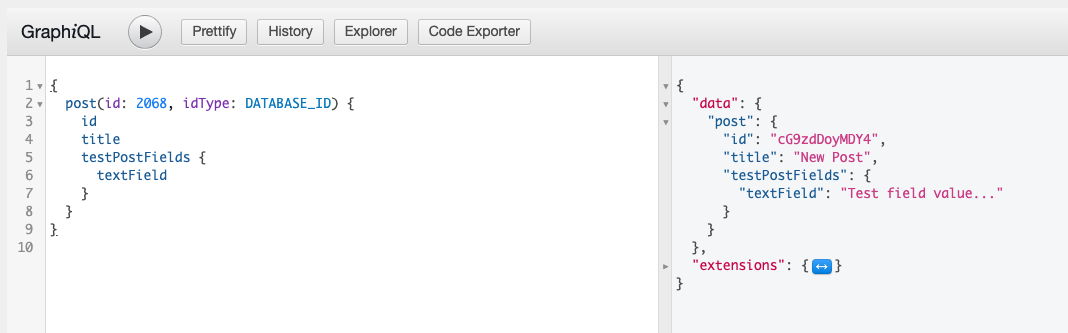 GraphiQL Prettify History Explorer Code Exporter
1 {
2 post(id: 2068, idType: DATABASE_ID) {
3 id
4 title
5 testPostFields {
6 textField
7 }
8 }
9 }
10
{
"data": {
"post": {
"id": "cG9zdDoyMDY4",
"title": "New Post",
"testPostFields": {
"textField": "Test field value..."
}
}
},
"extensions": {↔}
}